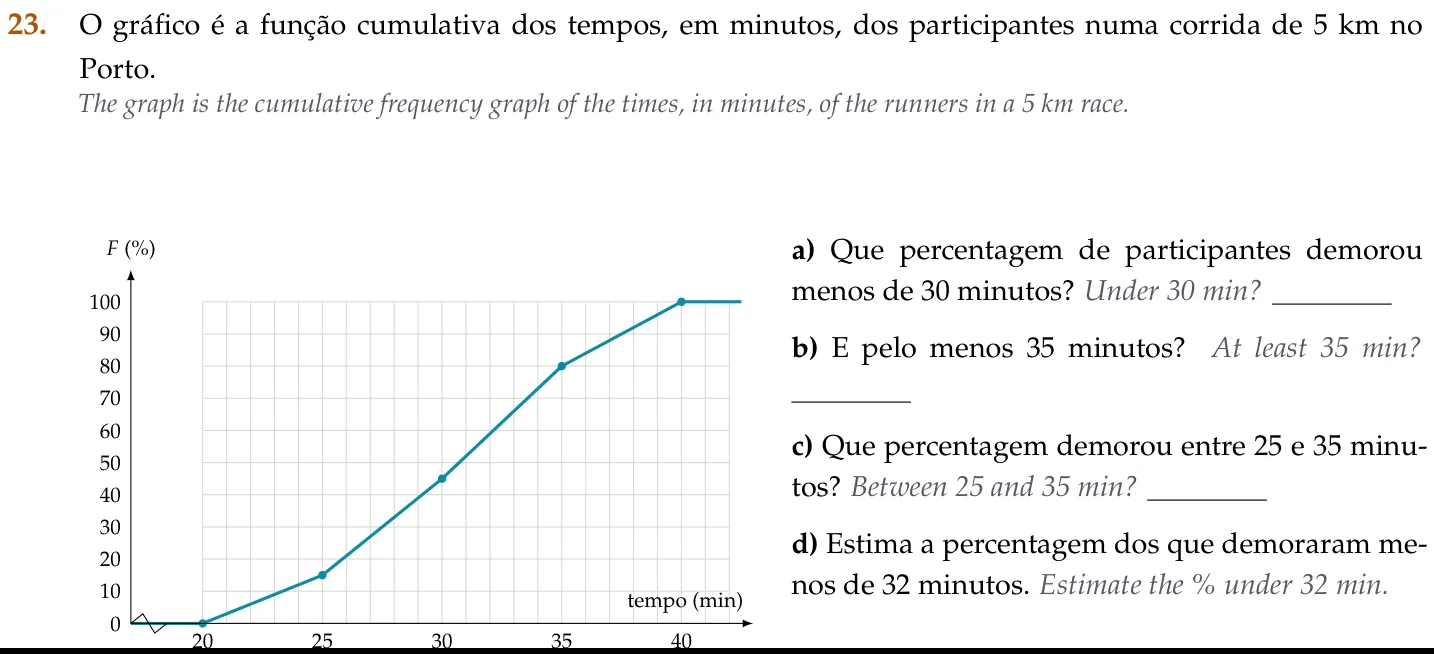 23. O gráfico é a função cumulativa dos tempos, em minutos, dos participantes numa corrida de 5 km no
Porto.
The graph is the cumulative frequency graph of the times, in minutes, of the runners in a 5 km race.
F (%)
100
90
80
70
60
50
40
30
20
10
0
tempo (min)
20 25 30 35 40
a) Que percentagem de participantes demorou
menos de 30 minutos? Under 30 min? ________
b) E pelo menos 35 minutos? At least 35 min?
________
c) Que percentagem demorou entre 25 e 35 minu-
tos? Between 25 and 35 min? ________
d) Estima a percentagem dos que demoraram me-
nos de 32 minutos. Estimate the % under 32 min.